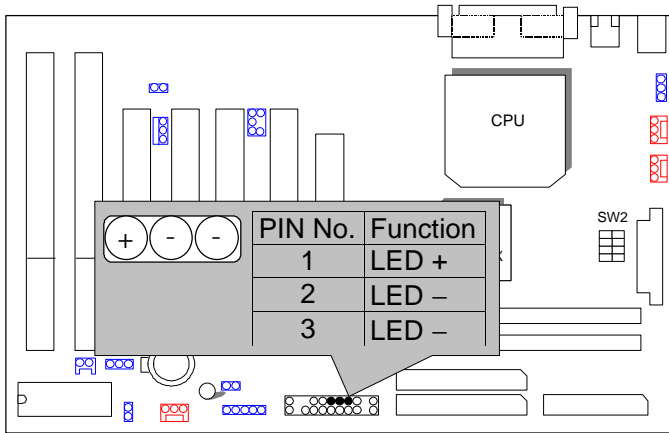 CPU
SW2
+ - -
PIN No. Function
1 LED +
2 LED –
3 LED –